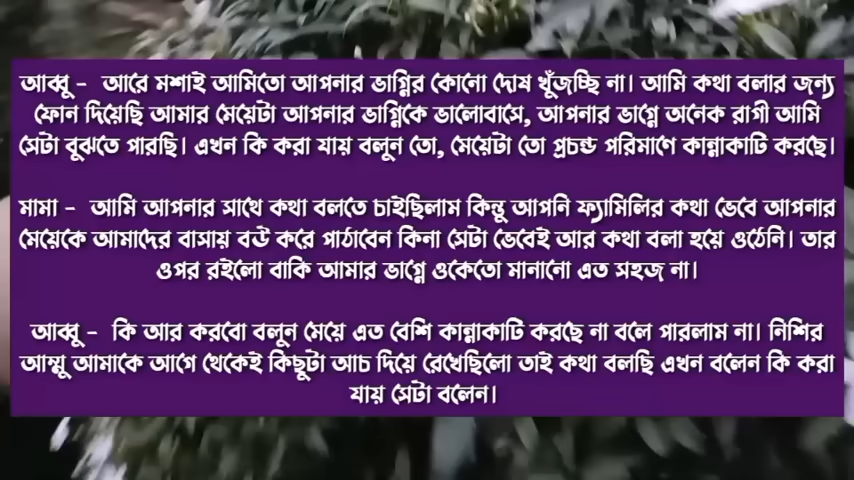 আব্বু - আরে মশাই আমিতো আপনার ভাগ্নির কোনো দোষ খুঁজচ্ছি না। আমি কথা বলার জন্য
ফোন দিয়েছি আমার মেয়েটা আপনার ভাগ্নিকে ভালোবাসে, আপনার ভাগ্নে অনেক রাগী আমি
সেটা বুঝতে পারছি। এখন কি করা যায় বলুন তো, মেয়েটা তো প্রচন্ড পরিমাণে কান্নাকাটি করছে।
মামা - আমি আপনার সাথে কথা বলতে চাইছিলাম কিন্তু আপনি ফ্যামিলির কথা ভেবে আপনার
মেয়েকে আমাদের বাসায় বউ করে পাঠাবেন কিনা সেটা ভেবেই আর কথা বলা হয়ে ওঠেনি। তার
ওপর রইলো বাকি আমার ভাগ্নে ওকেতো মানানো এত সহজ না।
আব্বু - কি আর করবো বলুন মেয়ে এত বেশি কান্নাকাটি করছে না বলে পারলাম না। নিশির
আম্মু আমাকে আগে থেকেই কিছুটা আচ দিয়ে রেখেছিলো তাই কথা বলছি এখন বলেন কি করা
যায় সেটা বলেন।